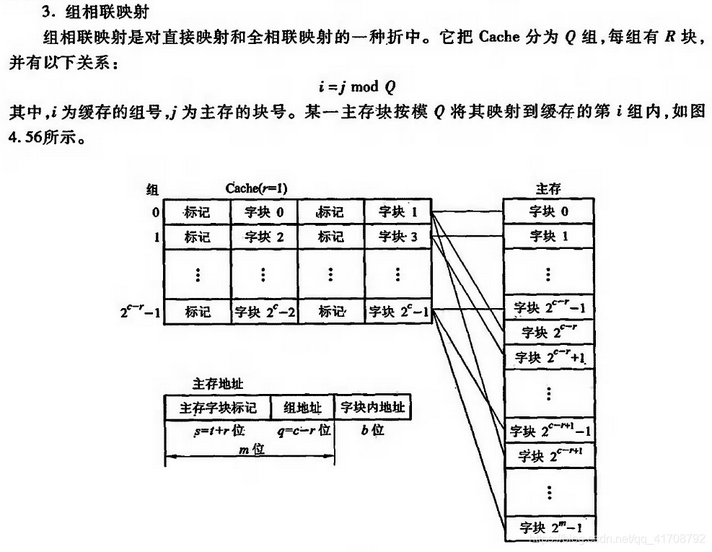 3. 组相联映射
组相联映射是对直接映射和全相联映射的一种折中。它把 Cache 分为 Q 组,每组有 R 块,
并有以下关系：
i = j mod Q
其中,i 为缓存的组号,j 为主存的块号。某一主存块按模 Q 将其映射到缓存的第 i 组内,如图
4.56所示。
组 Cache(r=1) 主存
0 标记 字块 0 标记 字块 1 字块 0
1 标记 字块 2 标记 字块 3 字块 1
⋮ ⋮ ⋮ ⋮ ⋮
2^{c-r}-1 标记 字块 2^c-2 标记 字块 2^c-1 字块 2^{c-r}-1
字块 2^{c-r}
字块 2^{c-r}+1
⋮
主存地址
主存字块标记 组地址 字块内地址
s=t+r 位 q=c-r 位 b 位
m 位
字块 2^{c-r+1}-1
字块 2^{c-r+1}
⋮
字块 2^m-1